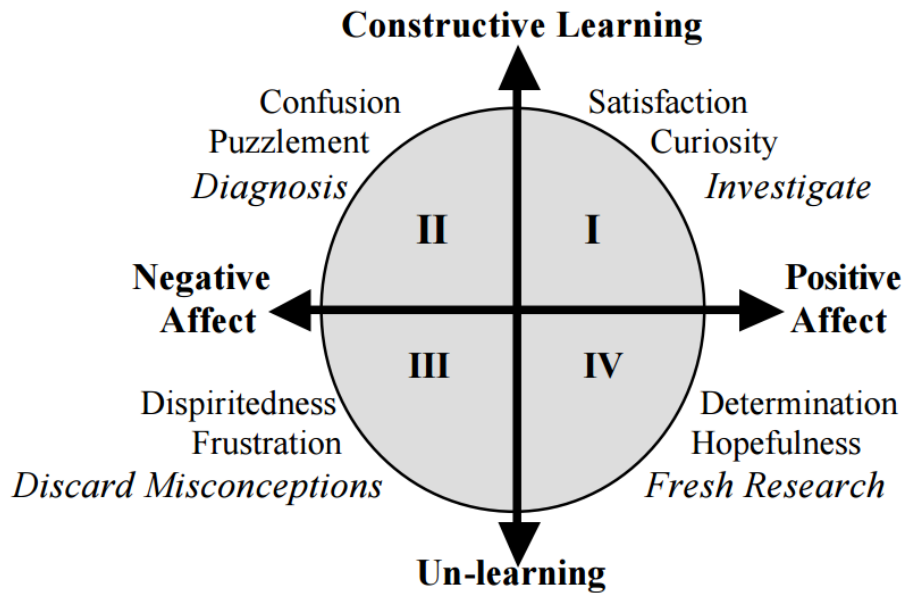 Constructive Learning
Confusion
Puzzlement
Diagnosis
Satisfaction
Curiosity
Investigate
II
I
Negative
Affect
Positive
Affect
III
IV
Dispiritedness
Frustration
Discard Misconceptions
Determination
Hopefulness
Fresh Research
Un-learning